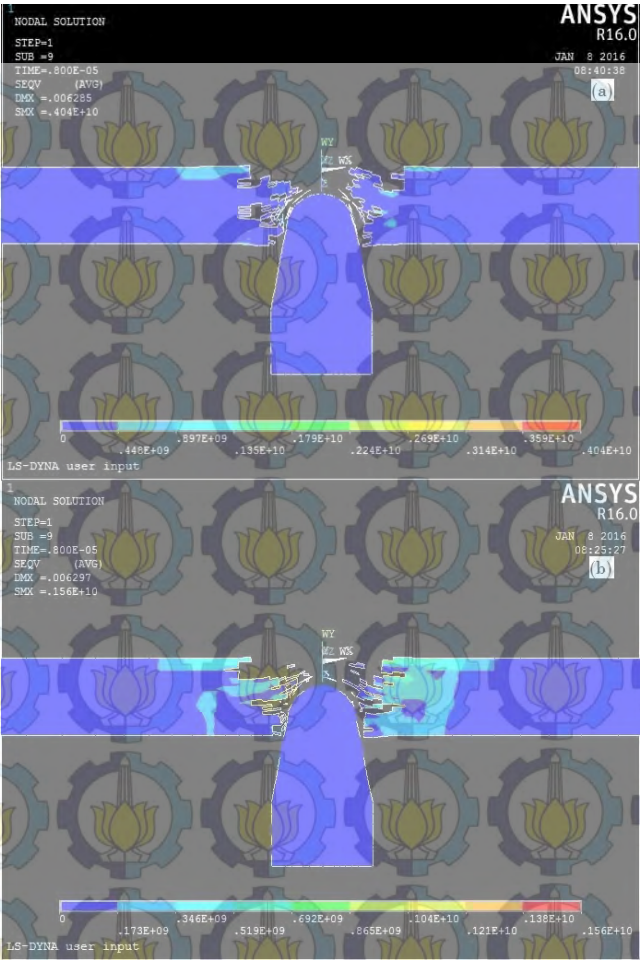 1
NODAL SOLUTION
STEP=1
SUB =9
TIME=.800E-05
SEQV (AVG)
DMX =.006285
SMX =.404E+10
ANSYS
R16.0
JAN 8 2016
08:40:38
(a)
WY
WZ WX
0 .897E+09 .179E+10 .269E+10 .359E+10
.448E+09 .135E+10 .224E+10 .314E+10 .404E+10
LS-DYNA user input
1
NODAL SOLUTION
STEP=1
SUB =9
TIME=.800E-05
SEQV (AVG)
DMX =.006297
SMX =.156E+10
ANSYS
R16.0
JAN 8 2016
08:25:27
(b)
WY
WZ WX
0 .346E+09 .692E+09 .104E+10 .138E+10
.173E+09 .519E+09 .865E+09 .121E+10 .156E+10
LS-DYNA user input